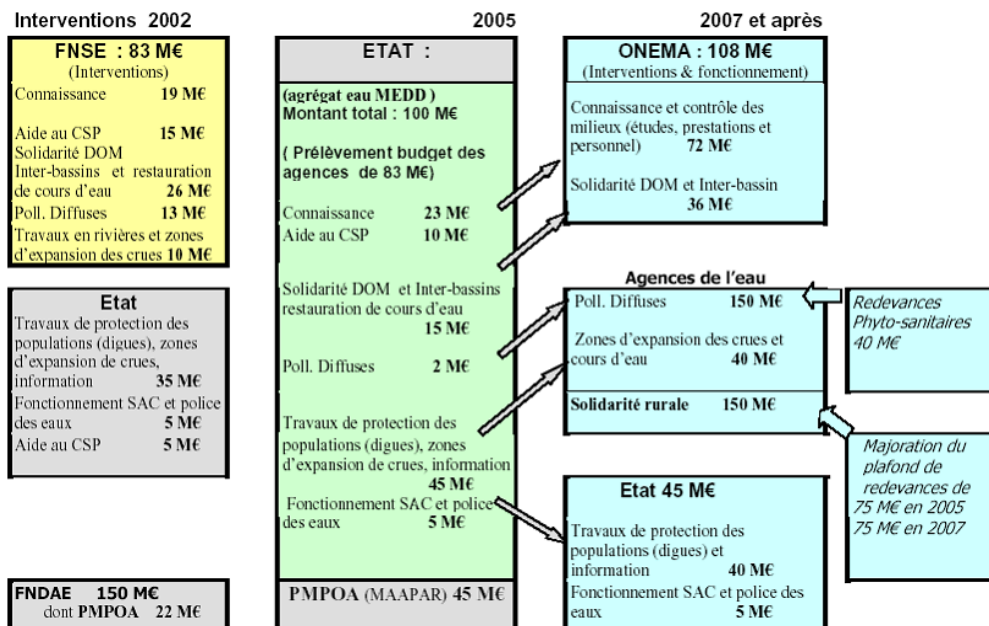 Interventions 2002
FNSE : 83 M€
(Interventions)
Connaissance 19 M€
Aide au CSP 15 M€
Solidarité DOM
Inter-bassins et restauration
de cours d'eau 26 M€
Poll. Diffuses 13 M€
Travaux en rivières et zones
d'expansion des crues 10 M€
Etat
Travaux de protection des
populations (digues), zones
d'expansion de crues,
information 35 M€
Fonctionnement SAC et police
des eaux 5 M€
Aide au CSP 5 M€
FNDAE 150 M€
dont PMPOA 22 M€
2005
ETAT :
(agrégat eau MEDD )
Montant total : 100 M€
( Prélèvement budget des
agences de 83 M€)
Connaissance 23 M€
Aide au CSP 10 M€
Solidarité DOM et Inter-bassins
restauration de cours d'eau
15 M€
Poll. Diffuses 2 M€
Travaux de protection des
populations (digues), zones
d'expansion de crues, information
45 M€
Fonctionnement SAC et police
des eaux 5 M€
PMPOA (MAAPAR) 45 M€
2007 et après
ONEMA : 108 M€
(Interventions & fonctionnement)
Connaissance et contrôle des
milieux (études, prestations et
personnel) 72 M€
Solidarité DOM et Inter-bassin
36 M€
Agences de l'eau
Poll. Diffuses 150 M€
Zones d'expansion des crues et
cours d'eau 40 M€
Solidarité rurale 150 M€
Etat 45 M€
Travaux de protection des
populations (digues) et
information 40 M€
Fonctionnement SAC et police des
eaux 5 M€
Redevances
Phyto-sanitaires
40 M€
Majoration du
plafond de
redevances de
75 M€ en 2005
75 M€ en 2007